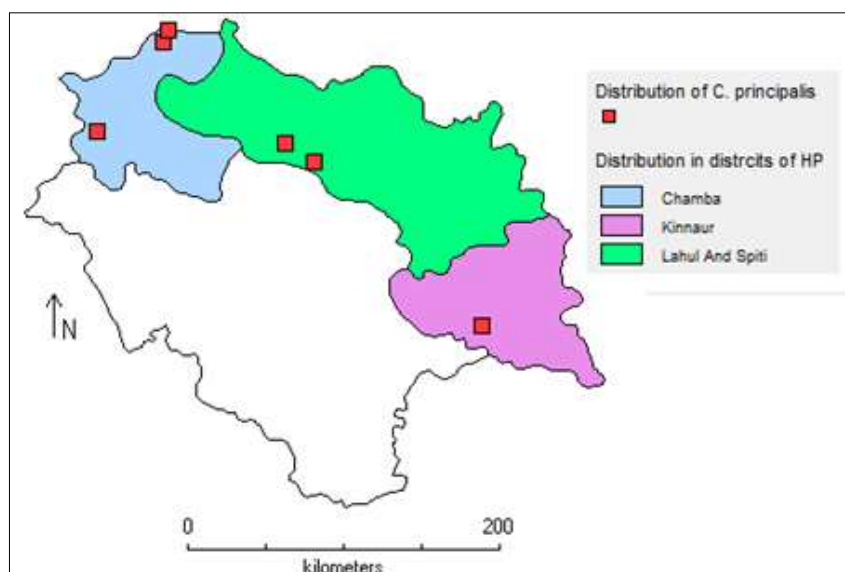 Distribution of C. principalis
Distribution in distrcits of HP
Chamba
Kinnaur
Lahul And Spiti
N
0 200
kilometers